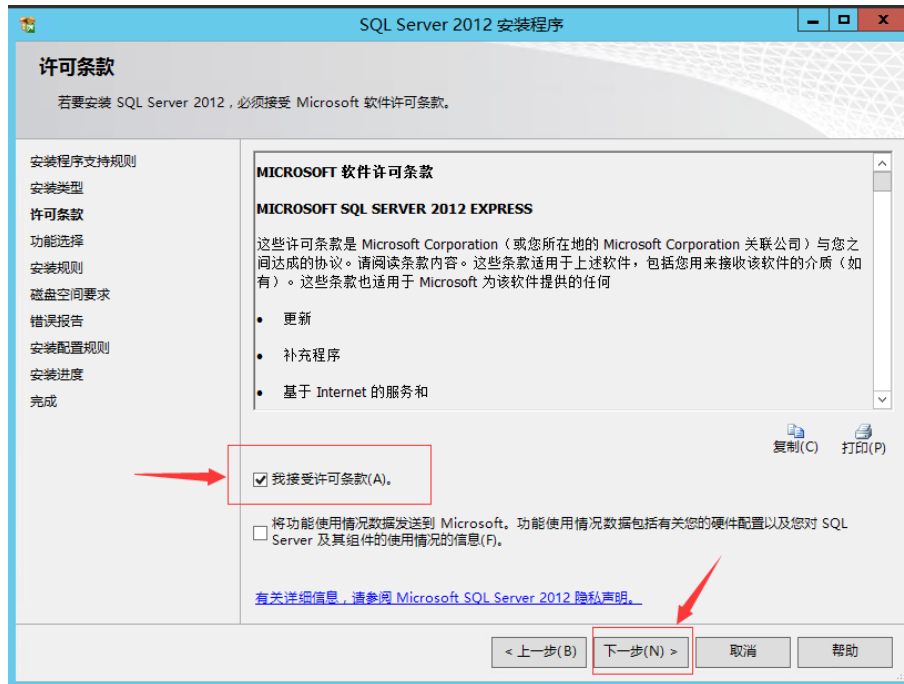 SQL Server 2012 安装程序
许可条款
若要安装 SQL Server 2012，必须接受 Microsoft 软件许可条款。
安装程序支持规则
安装类型
许可条款
功能选择
安装规则
磁盘空间要求
错误报告
安装配置规则
安装进度
完成
MICROSOFT 软件许可条款
MICROSOFT SQL SERVER 2012 EXPRESS
这些许可条款是 Microsoft Corporation（或您所在地的 Microsoft Corporation 关联公司）与您之
间达成的协议。请阅读条款内容。这些条款适用于上述软件，包括您用来接收该软件的介质（如
有）。这些条款也适用于 Microsoft 为该软件提供的任何
• 更新
• 补充程序
• 基于 Internet 的服务和
复制(C) 打印(P)
我接受许可条款(A)。
将功能使用情况数据发送到 Microsoft。功能使用情况数据包括有关您的硬件配置以及您对 SQL
Server 及其组件的使用情况的信息(F)。
有关详细信息，请参阅 Microsoft SQL Server 2012 隐私声明。
< 上一步(B) 下一步(N) > 取消 帮助